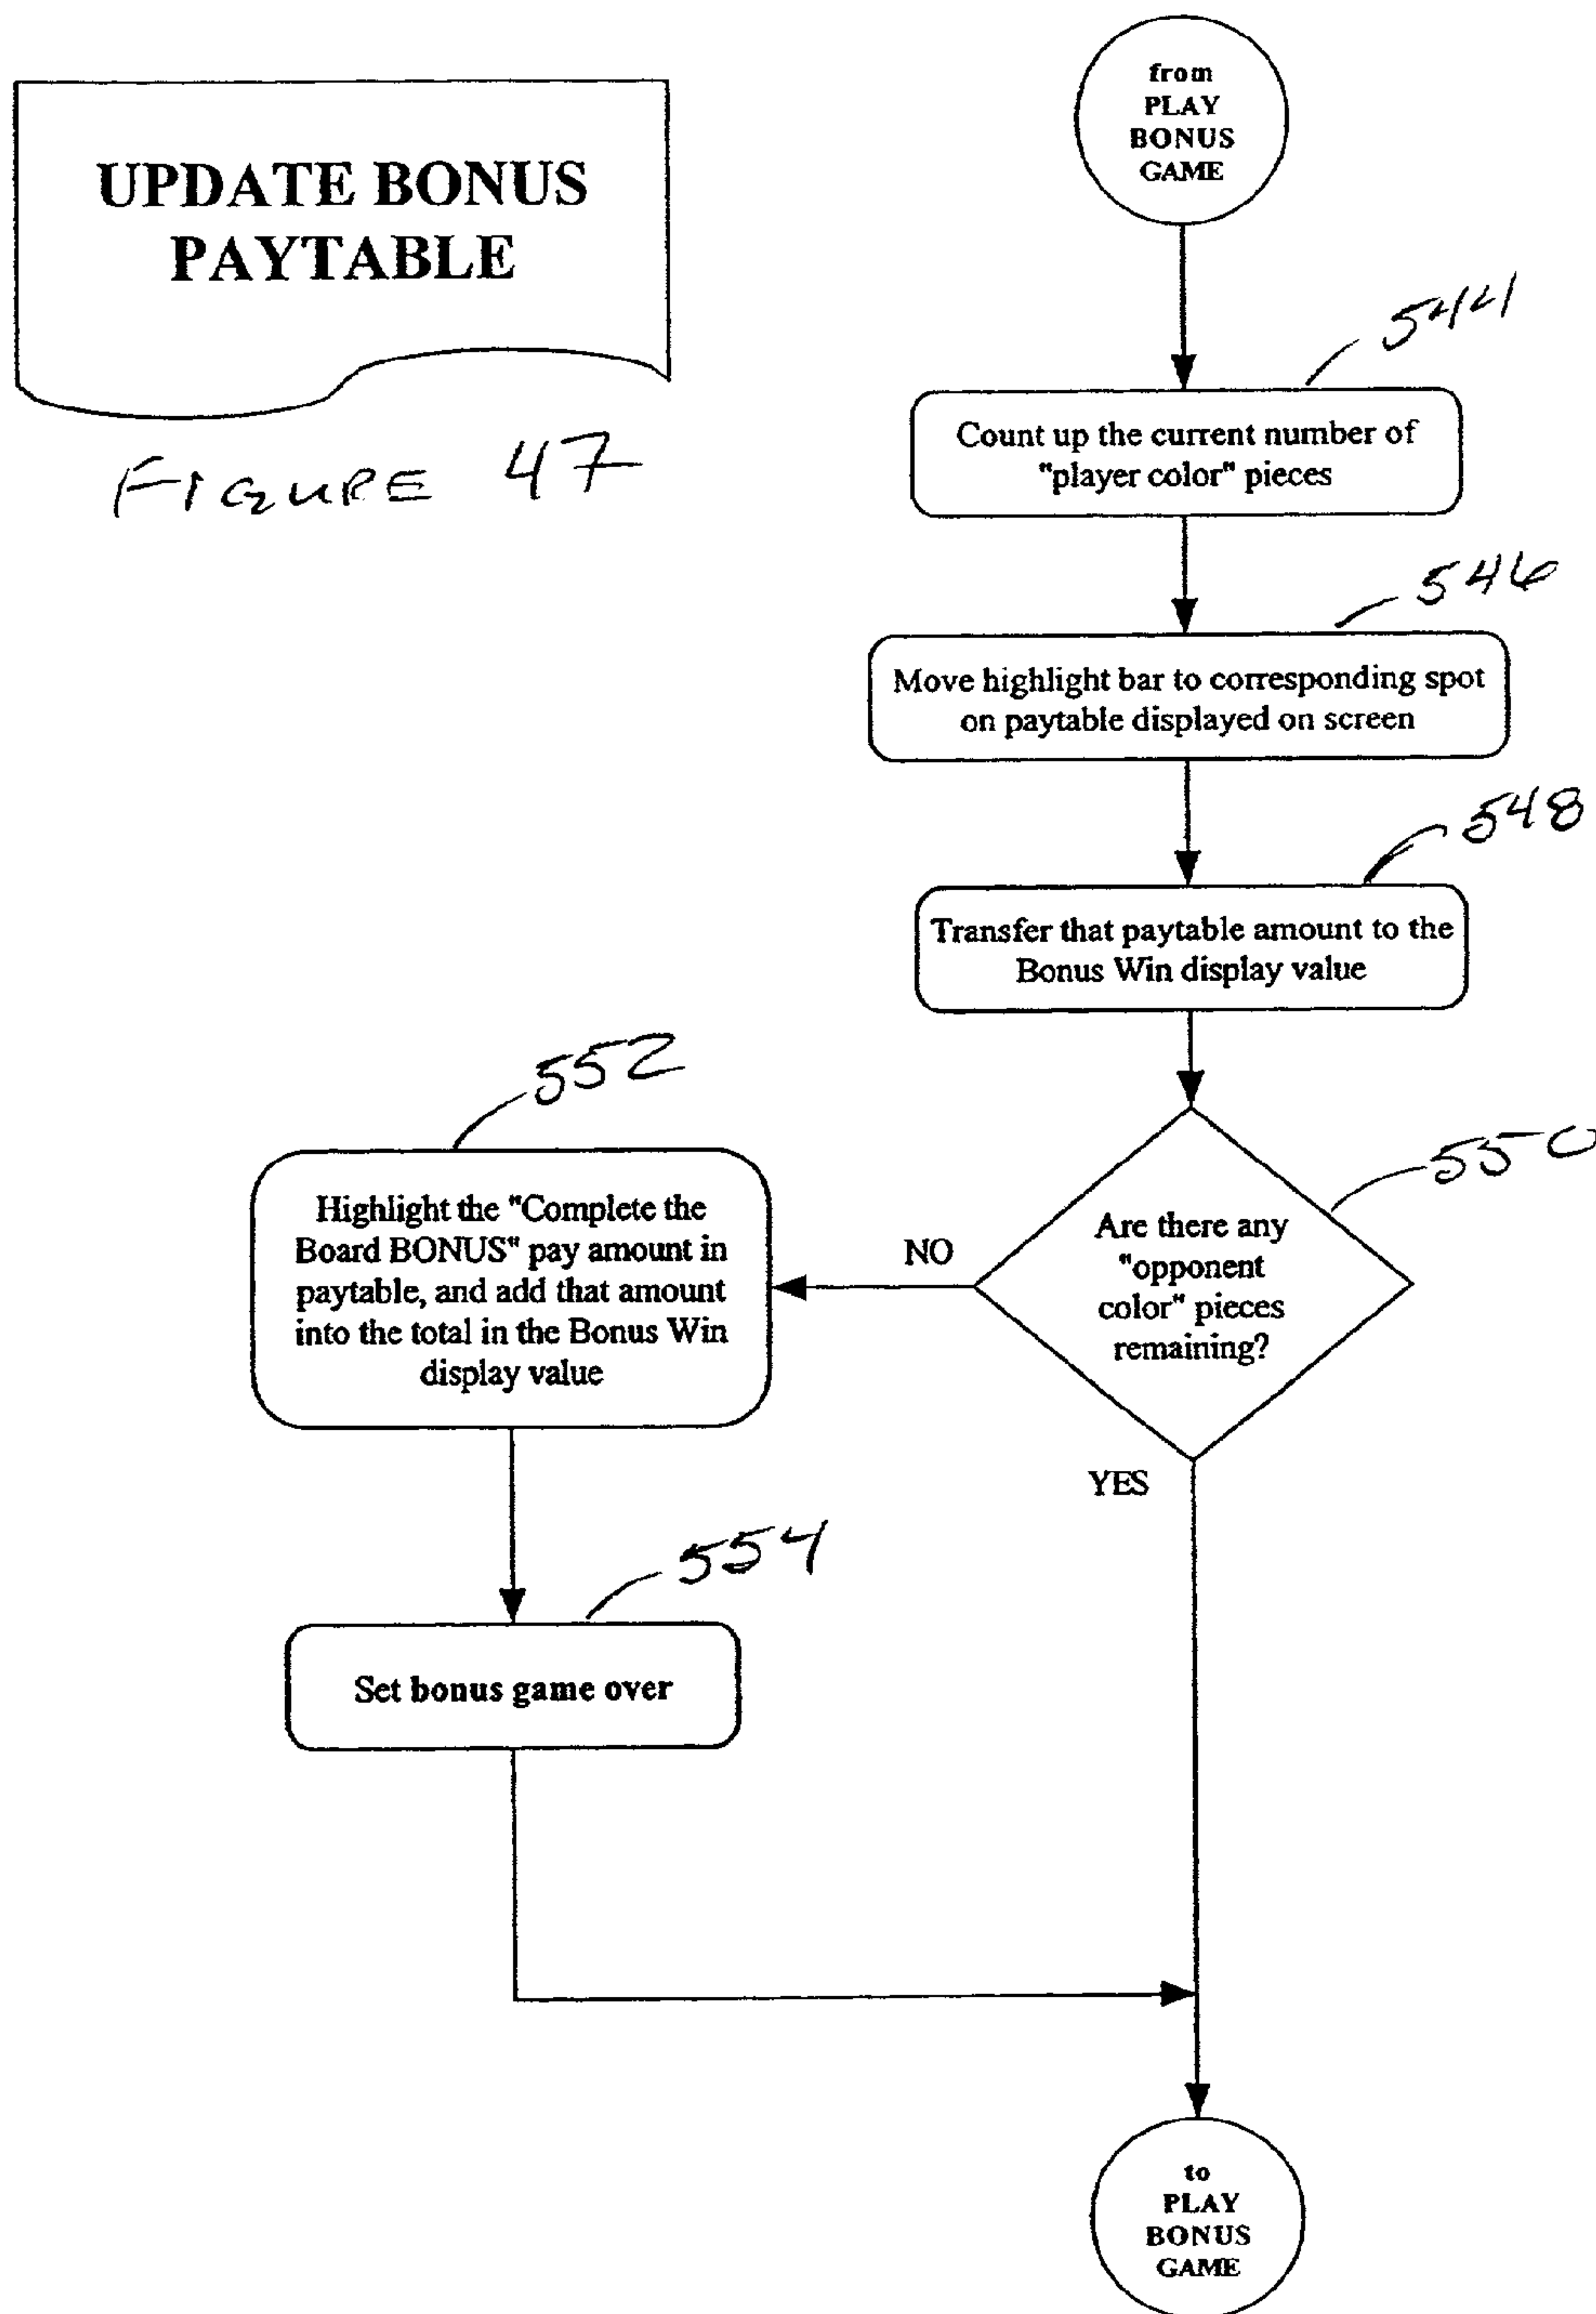 UPDATE BONUS
PAYTABLE
FIGURE 47
from
PLAY
BONUS
GAME
544
Count up the current number of
"player color" pieces
546
Move highlight bar to corresponding spot
on paytable displayed on screen
548
Transfer that paytable amount to the
Bonus Win display value
550
Are there any
"opponent
color" pieces
remaining?
NO
YES
552
Highlight the "Complete the
Board BONUS" pay amount in
paytable, and add that amount
into the total in the Bonus Win
display value
554
Set bonus game over
to
PLAY
BONUS
GAME